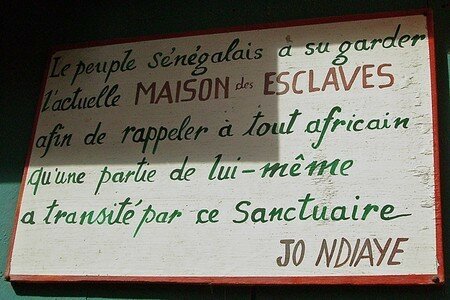 Le peuple Sénégalais à su garder
l'actuelle MAISON des ESCLAVES
afin de rappeler à tout africain
qu'une partie de lui-même
a transité par ce Sanctuaire
JO NDIAYE